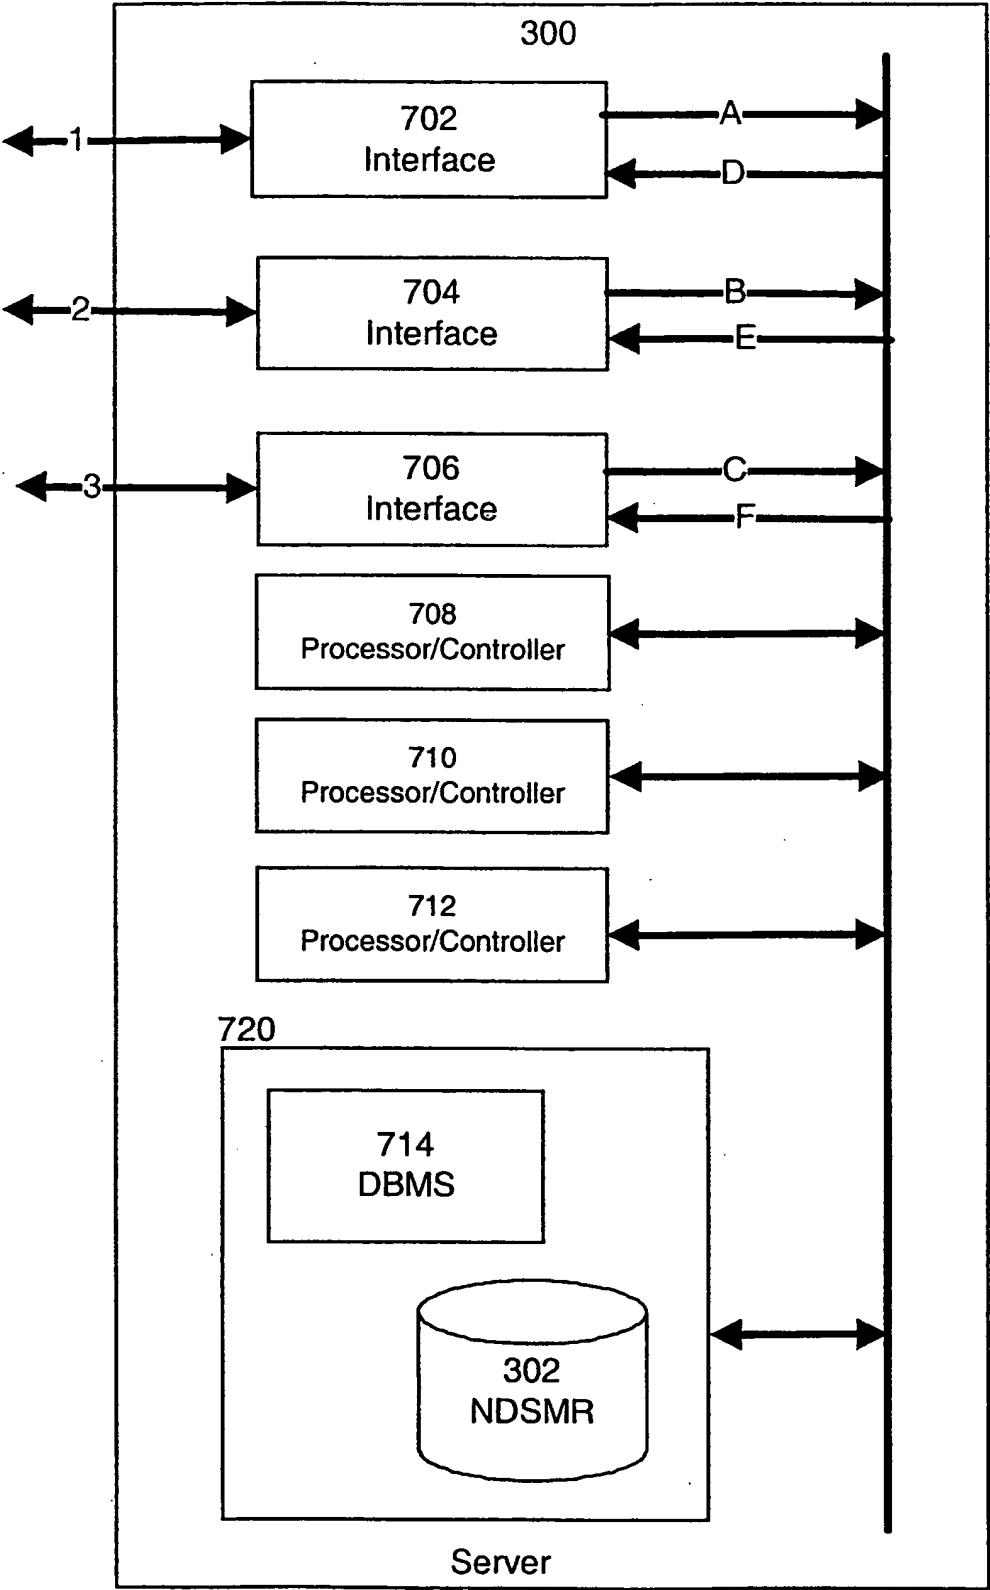 300
702
Interface
A
D
1
704
Interface
B
E
2
706
Interface
C
F
3
708
Processor/Controller
710
Processor/Controller
712
Processor/Controller
720
714
DBMS
302
NDSMR
Server